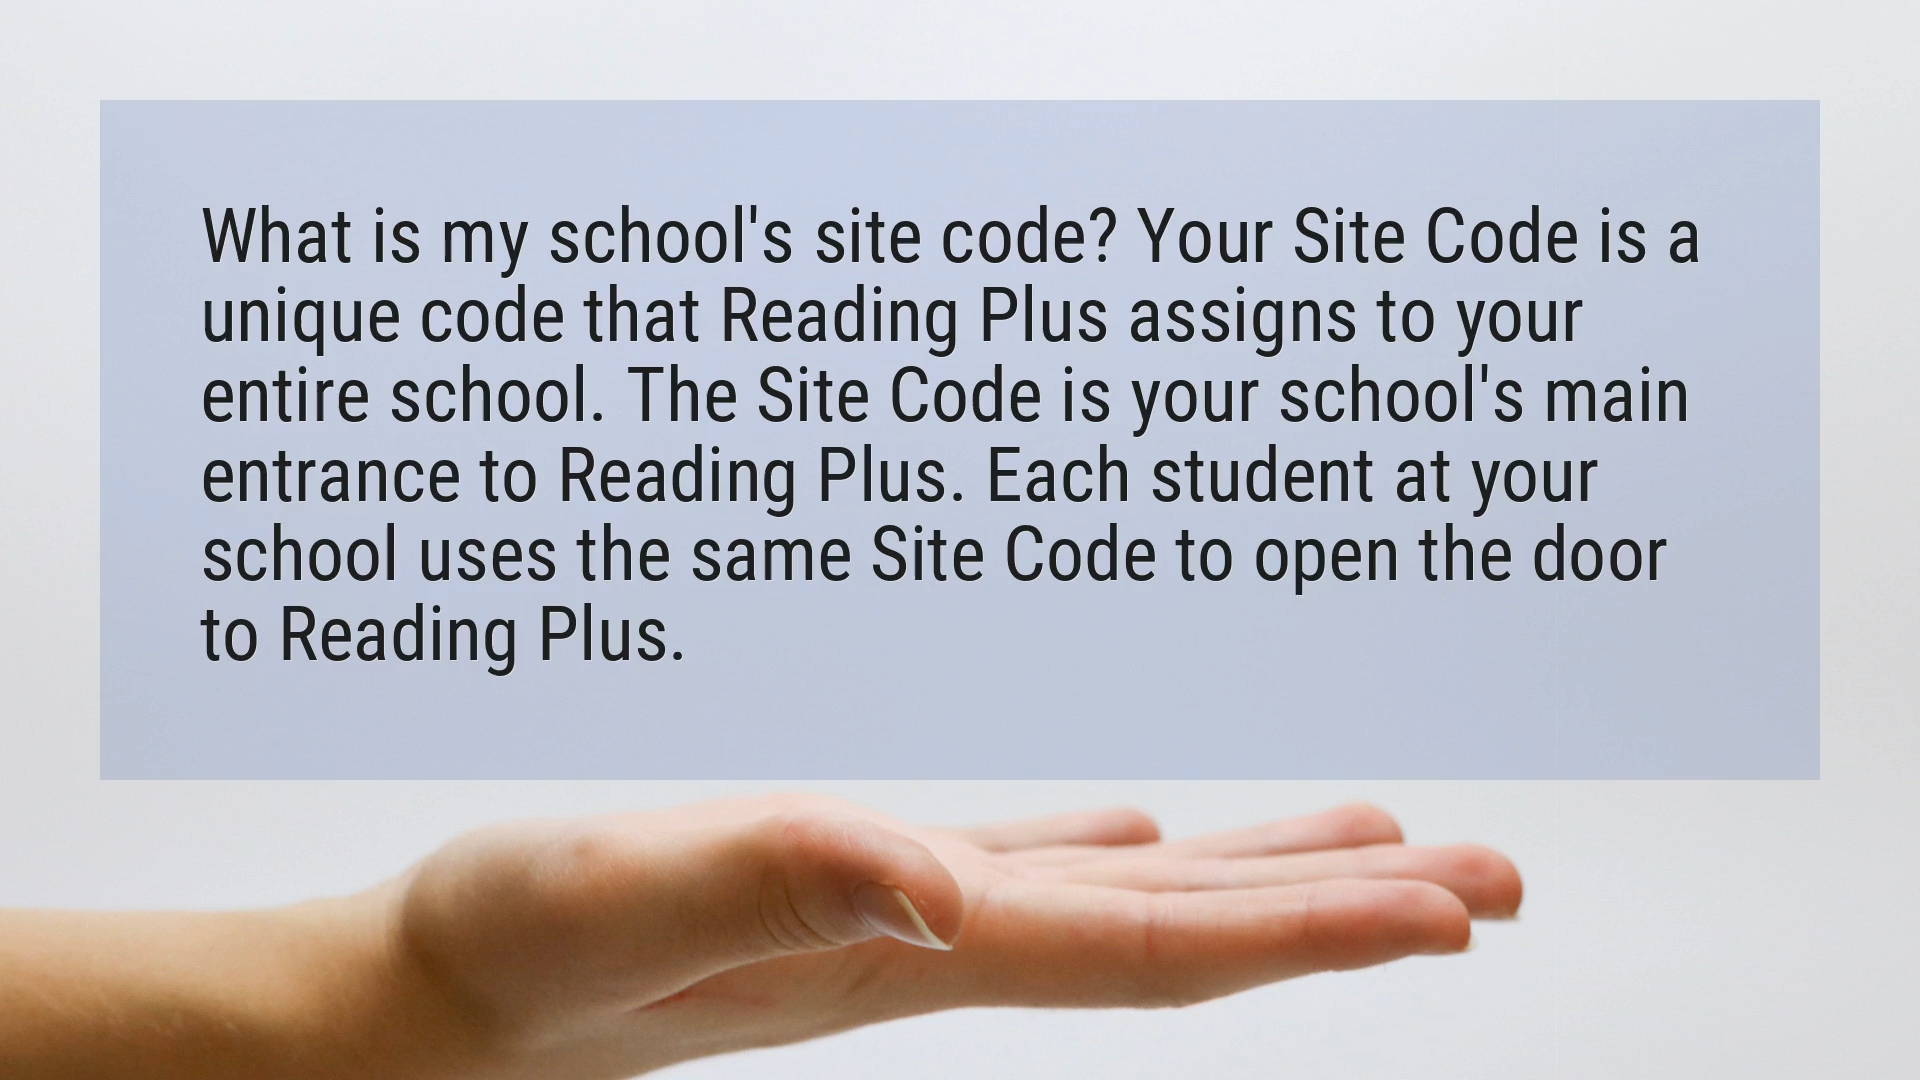 What is my school's site code? Your Site Code is a
unique code that Reading Plus assigns to your
entire school. The Site Code is your school's main
entrance to Reading Plus. Each student at your
school uses the same Site Code to open the door
to Reading Plus.